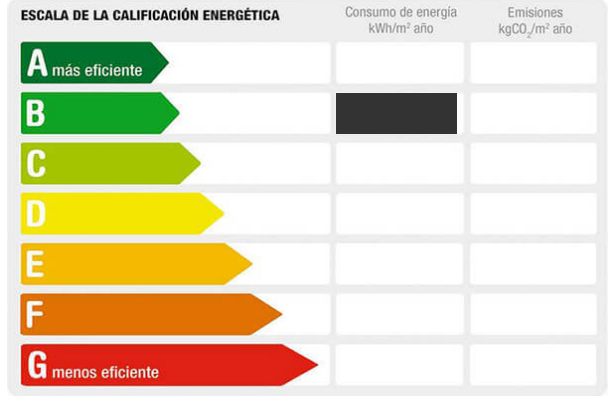 ESCALA DE LA CALIFICACIÓN ENERGÉTICA
Consumo de energía
kWh/m² año
Emisiones
kgCO₂/m² año
A más eficiente
B
C
D
E
F
G menos eficiente